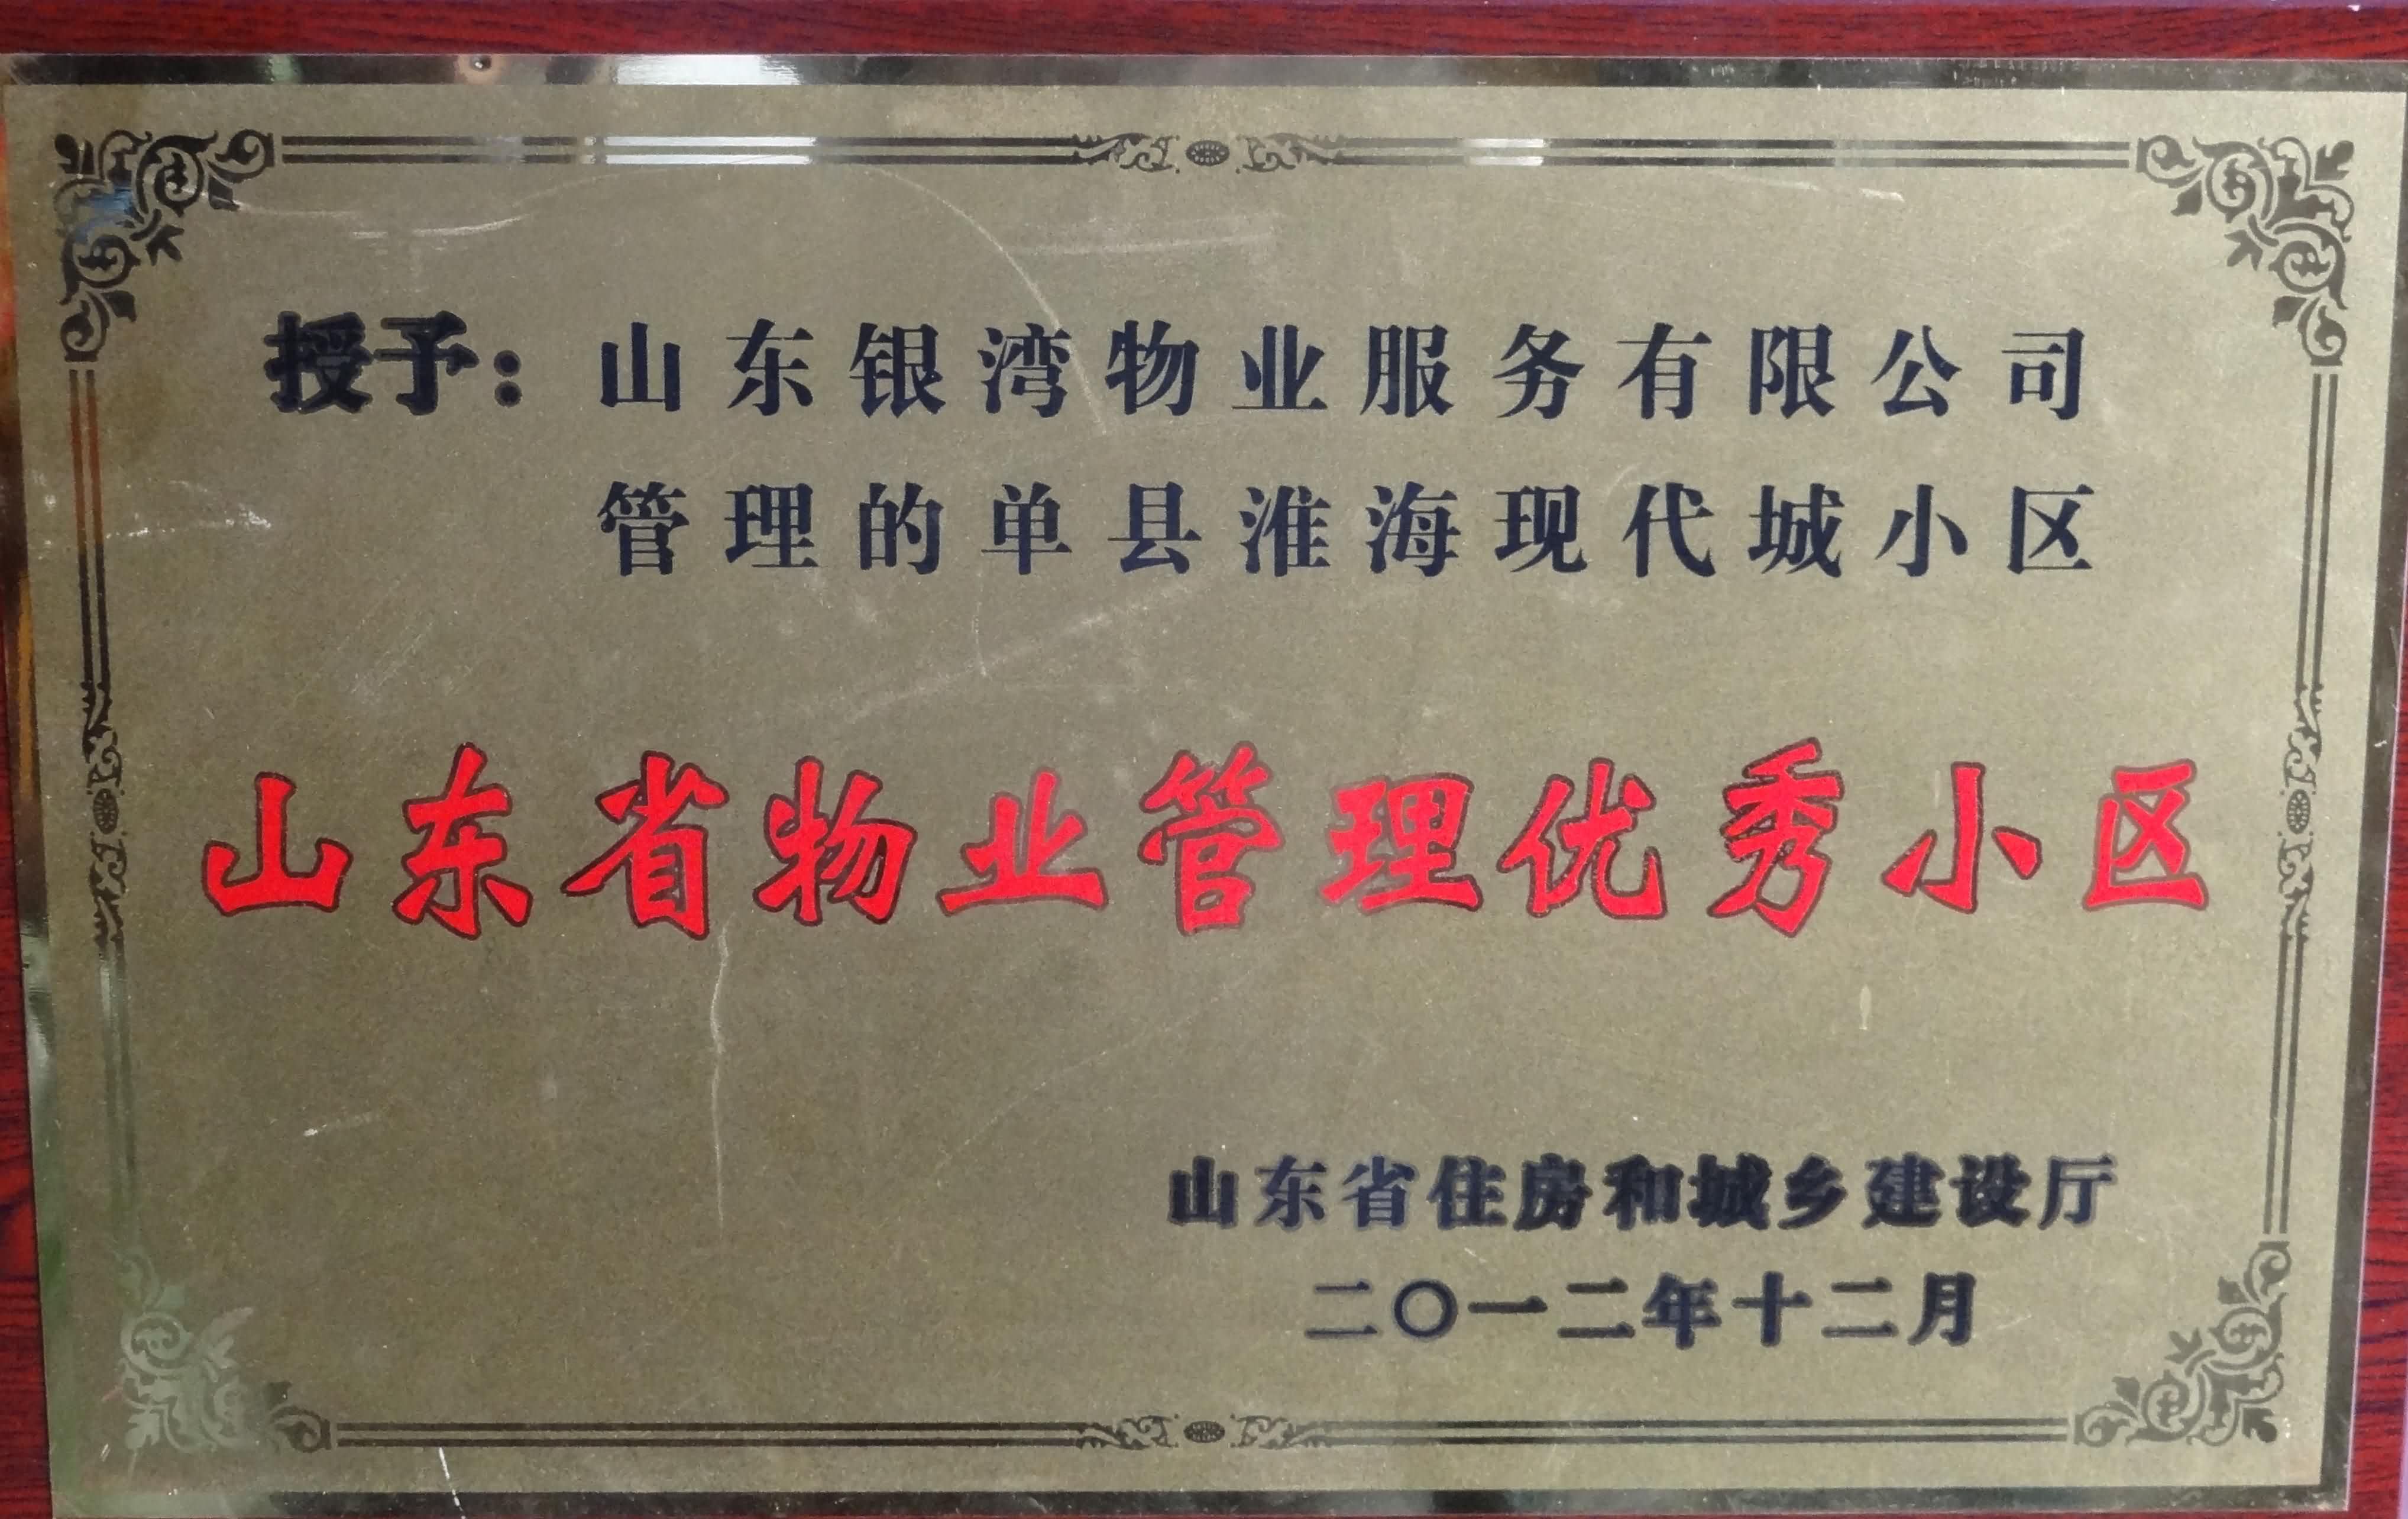 授予：山东银湾物业服务有限公司
管理的单县淮海现代城小区
山东省物业管理优秀小区
山东省住房和城乡建设厅
二〇一二年十二月